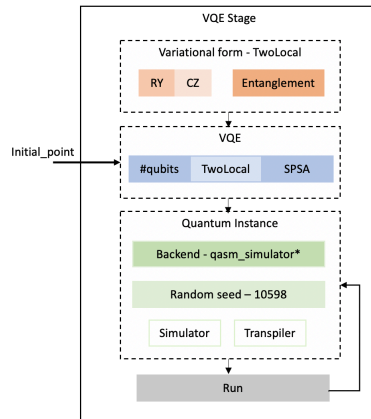 VQE Stage
Variational form - TwoLocal
RY CZ Entanglement
VQE
Initial_point
#qubits TwoLocal SPSA
Quantum Instance
Backend - qasm_simulator*
Random seed – 10598
Simulator Transpiler
Run